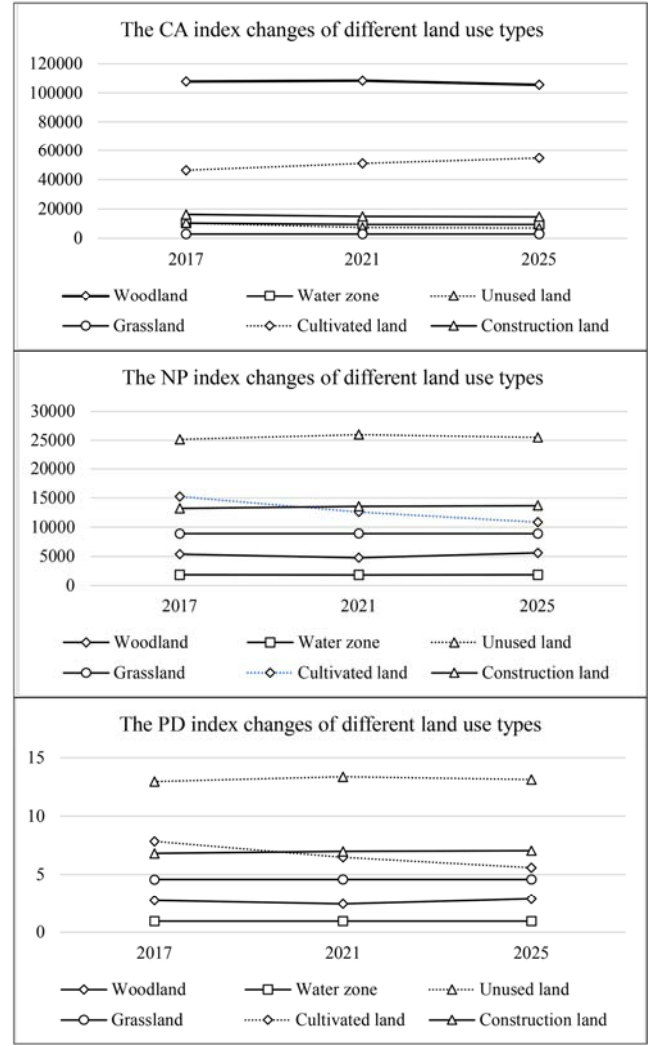 The CA index changes of different land use types
120000
100000
80000
60000
40000
20000
0
2017 2021 2025
Woodland Water zone Unused land
Grassland Cultivated land Construction land
The NP index changes of different land use types
30000
25000
20000
15000
10000
5000
0
2017 2021 2025
Woodland Water zone Unused land
Grassland Cultivated land Construction land
The PD index changes of different land use types
15
10
5
0
2017 2021 2025
Woodland Water zone Unused land
Grassland Cultivated land Construction land